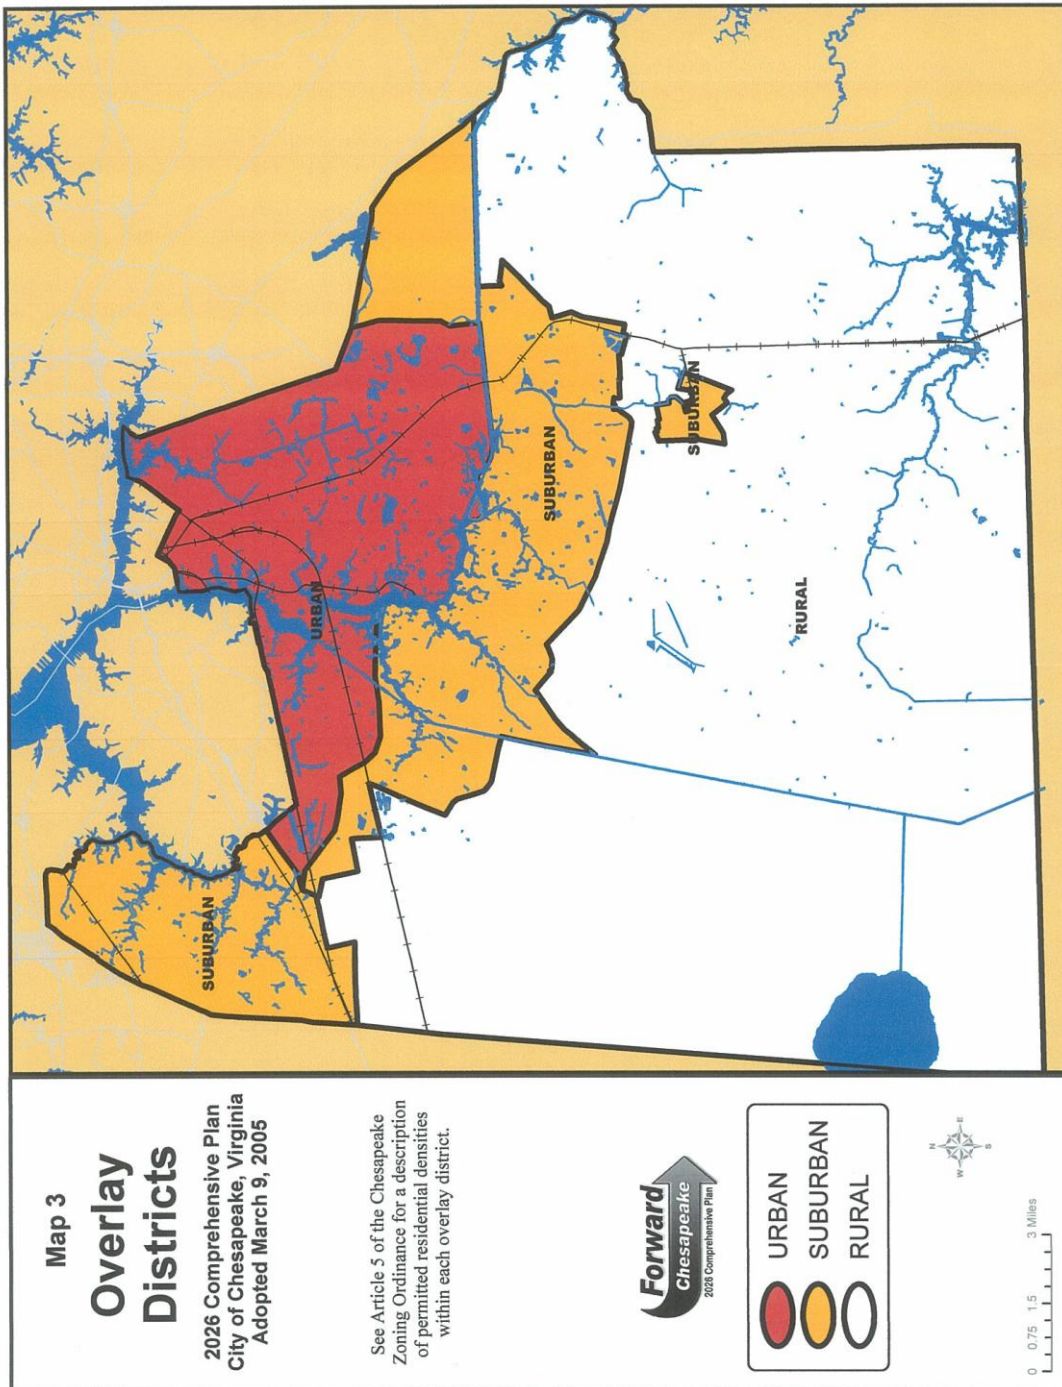 Map 3
Overlay
Districts
2026 Comprehensive Plan
City of Chesapeake, Virginia
Adopted March 9, 2005
See Article 5 of the Chesapeake
Zoning Ordinance for a description
of permitted residential densities
within each overlay district.
Forward
Chesapeake
2026 Comprehensive Plan
URBAN
SUBURBAN
RURAL
N
W
E
S
0 0.75 1.5 3 Miles
SUBURBAN
URBAN
SUBURBAN
SUBURBAN
RURAL